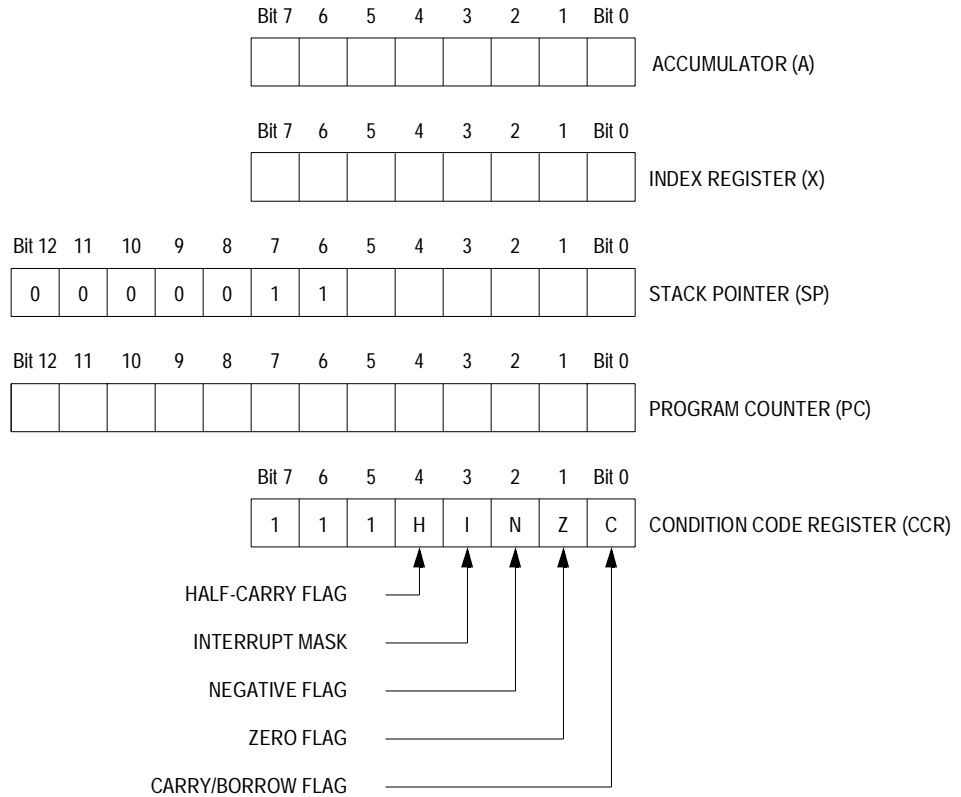 Bit 7 6 5 4 3 2 1 Bit 0
ACCUMULATOR (A)
Bit 7 6 5 4 3 2 1 Bit 0
INDEX REGISTER (X)
Bit 12 11 10 9 8 7 6 5 4 3 2 1 Bit 0
0 0 0 0 0 1 1 STACK POINTER (SP)
Bit 12 11 10 9 8 7 6 5 4 3 2 1 Bit 0
PROGRAM COUNTER (PC)
Bit 7 6 5 4 3 2 1 Bit 0
1 1 1 H I N Z C CONDITION CODE REGISTER (CCR)
HALF-CARRY FLAG
INTERRUPT MASK
NEGATIVE FLAG
ZERO FLAG
CARRY/BORROW FLAG